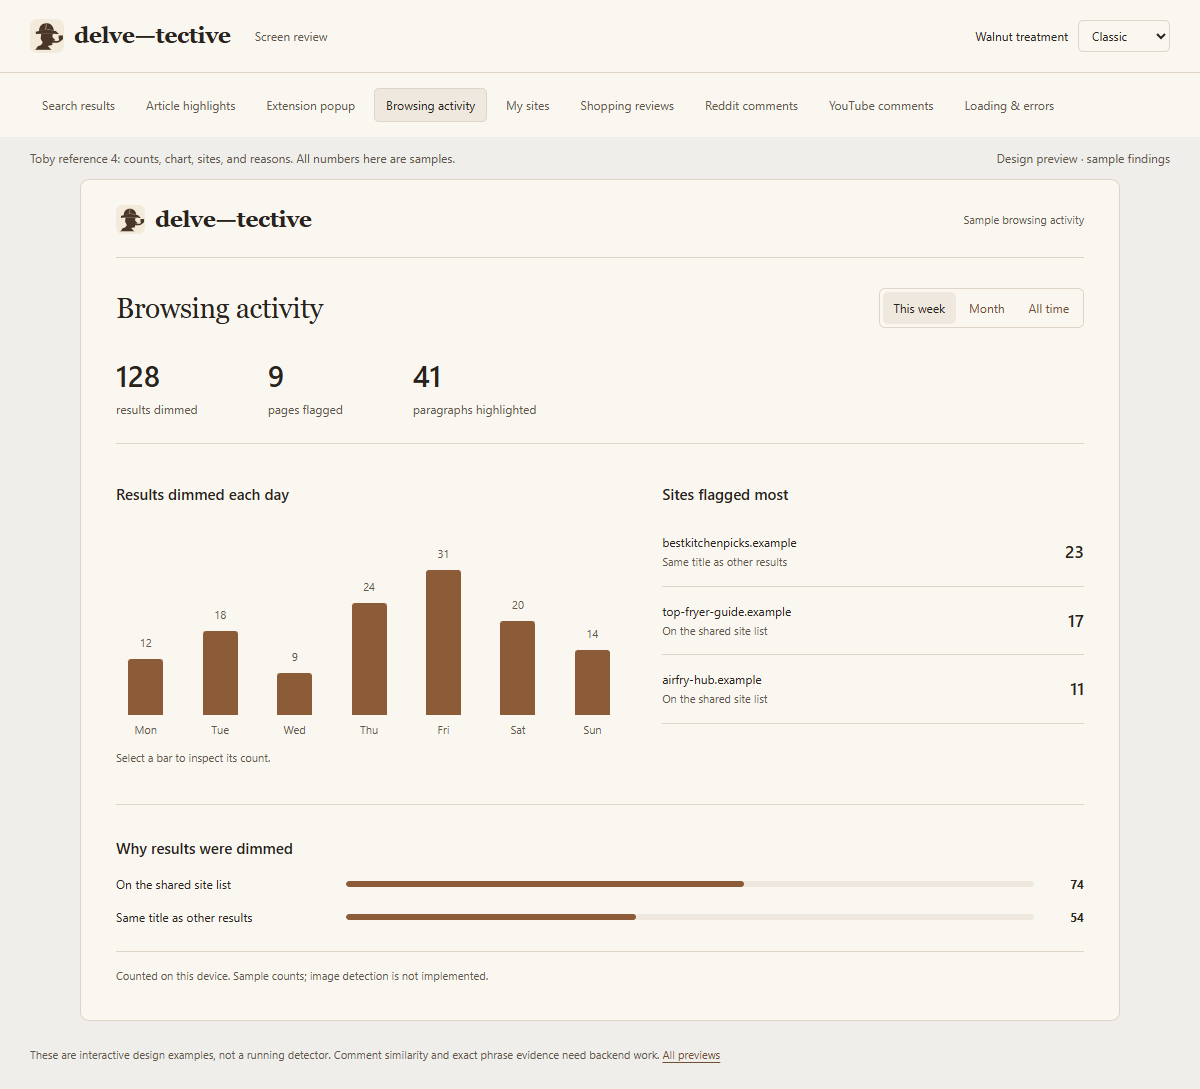 delve—tective
Screen review
Walnut treatment
Classic
Search results
Article highlights
Extension popup
Browsing activity
My sites
Shopping reviews
Reddit comments
YouTube comments
Loading & errors
Toby reference 4: counts, chart, sites, and reasons. All numbers here are samples.
Design preview · sample findings
delve—tective
Sample browsing activity
Browsing activity
This week
Month
All time
128
results dimmed
9
pages flagged
41
paragraphs highlighted
Results dimmed each day
12
18
9
24
31
20
14
Mon
Tue
Wed
Thu
Fri
Sat
Sun
Select a bar to inspect its count.
Sites flagged most
bestkitchenpicks.example
Same title as other results
23
top-fryer-guide.example
On the shared site list
17
airfry-hub.example
On the shared site list
11
Why results were dimmed
On the shared site list
74
Same title as other results
54
Counted on this device. Sample counts; image detection is not implemented.
These are interactive design examples, not a running detector. Comment similarity and exact phrase evidence need backend work. All previews